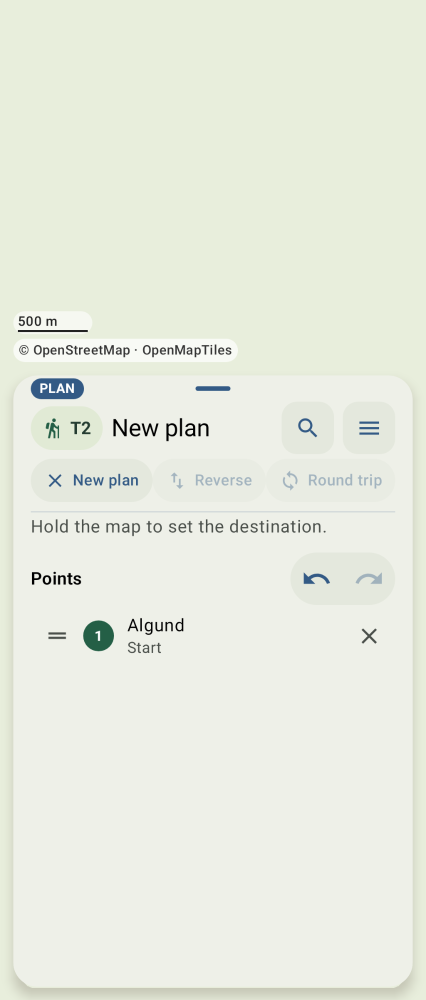 500 m
© OpenStreetMap · OpenMapTiles
PLAN
T2 New plan
New plan Reverse Round trip
Hold the map to set the destination.
Points
1 Algund
Start